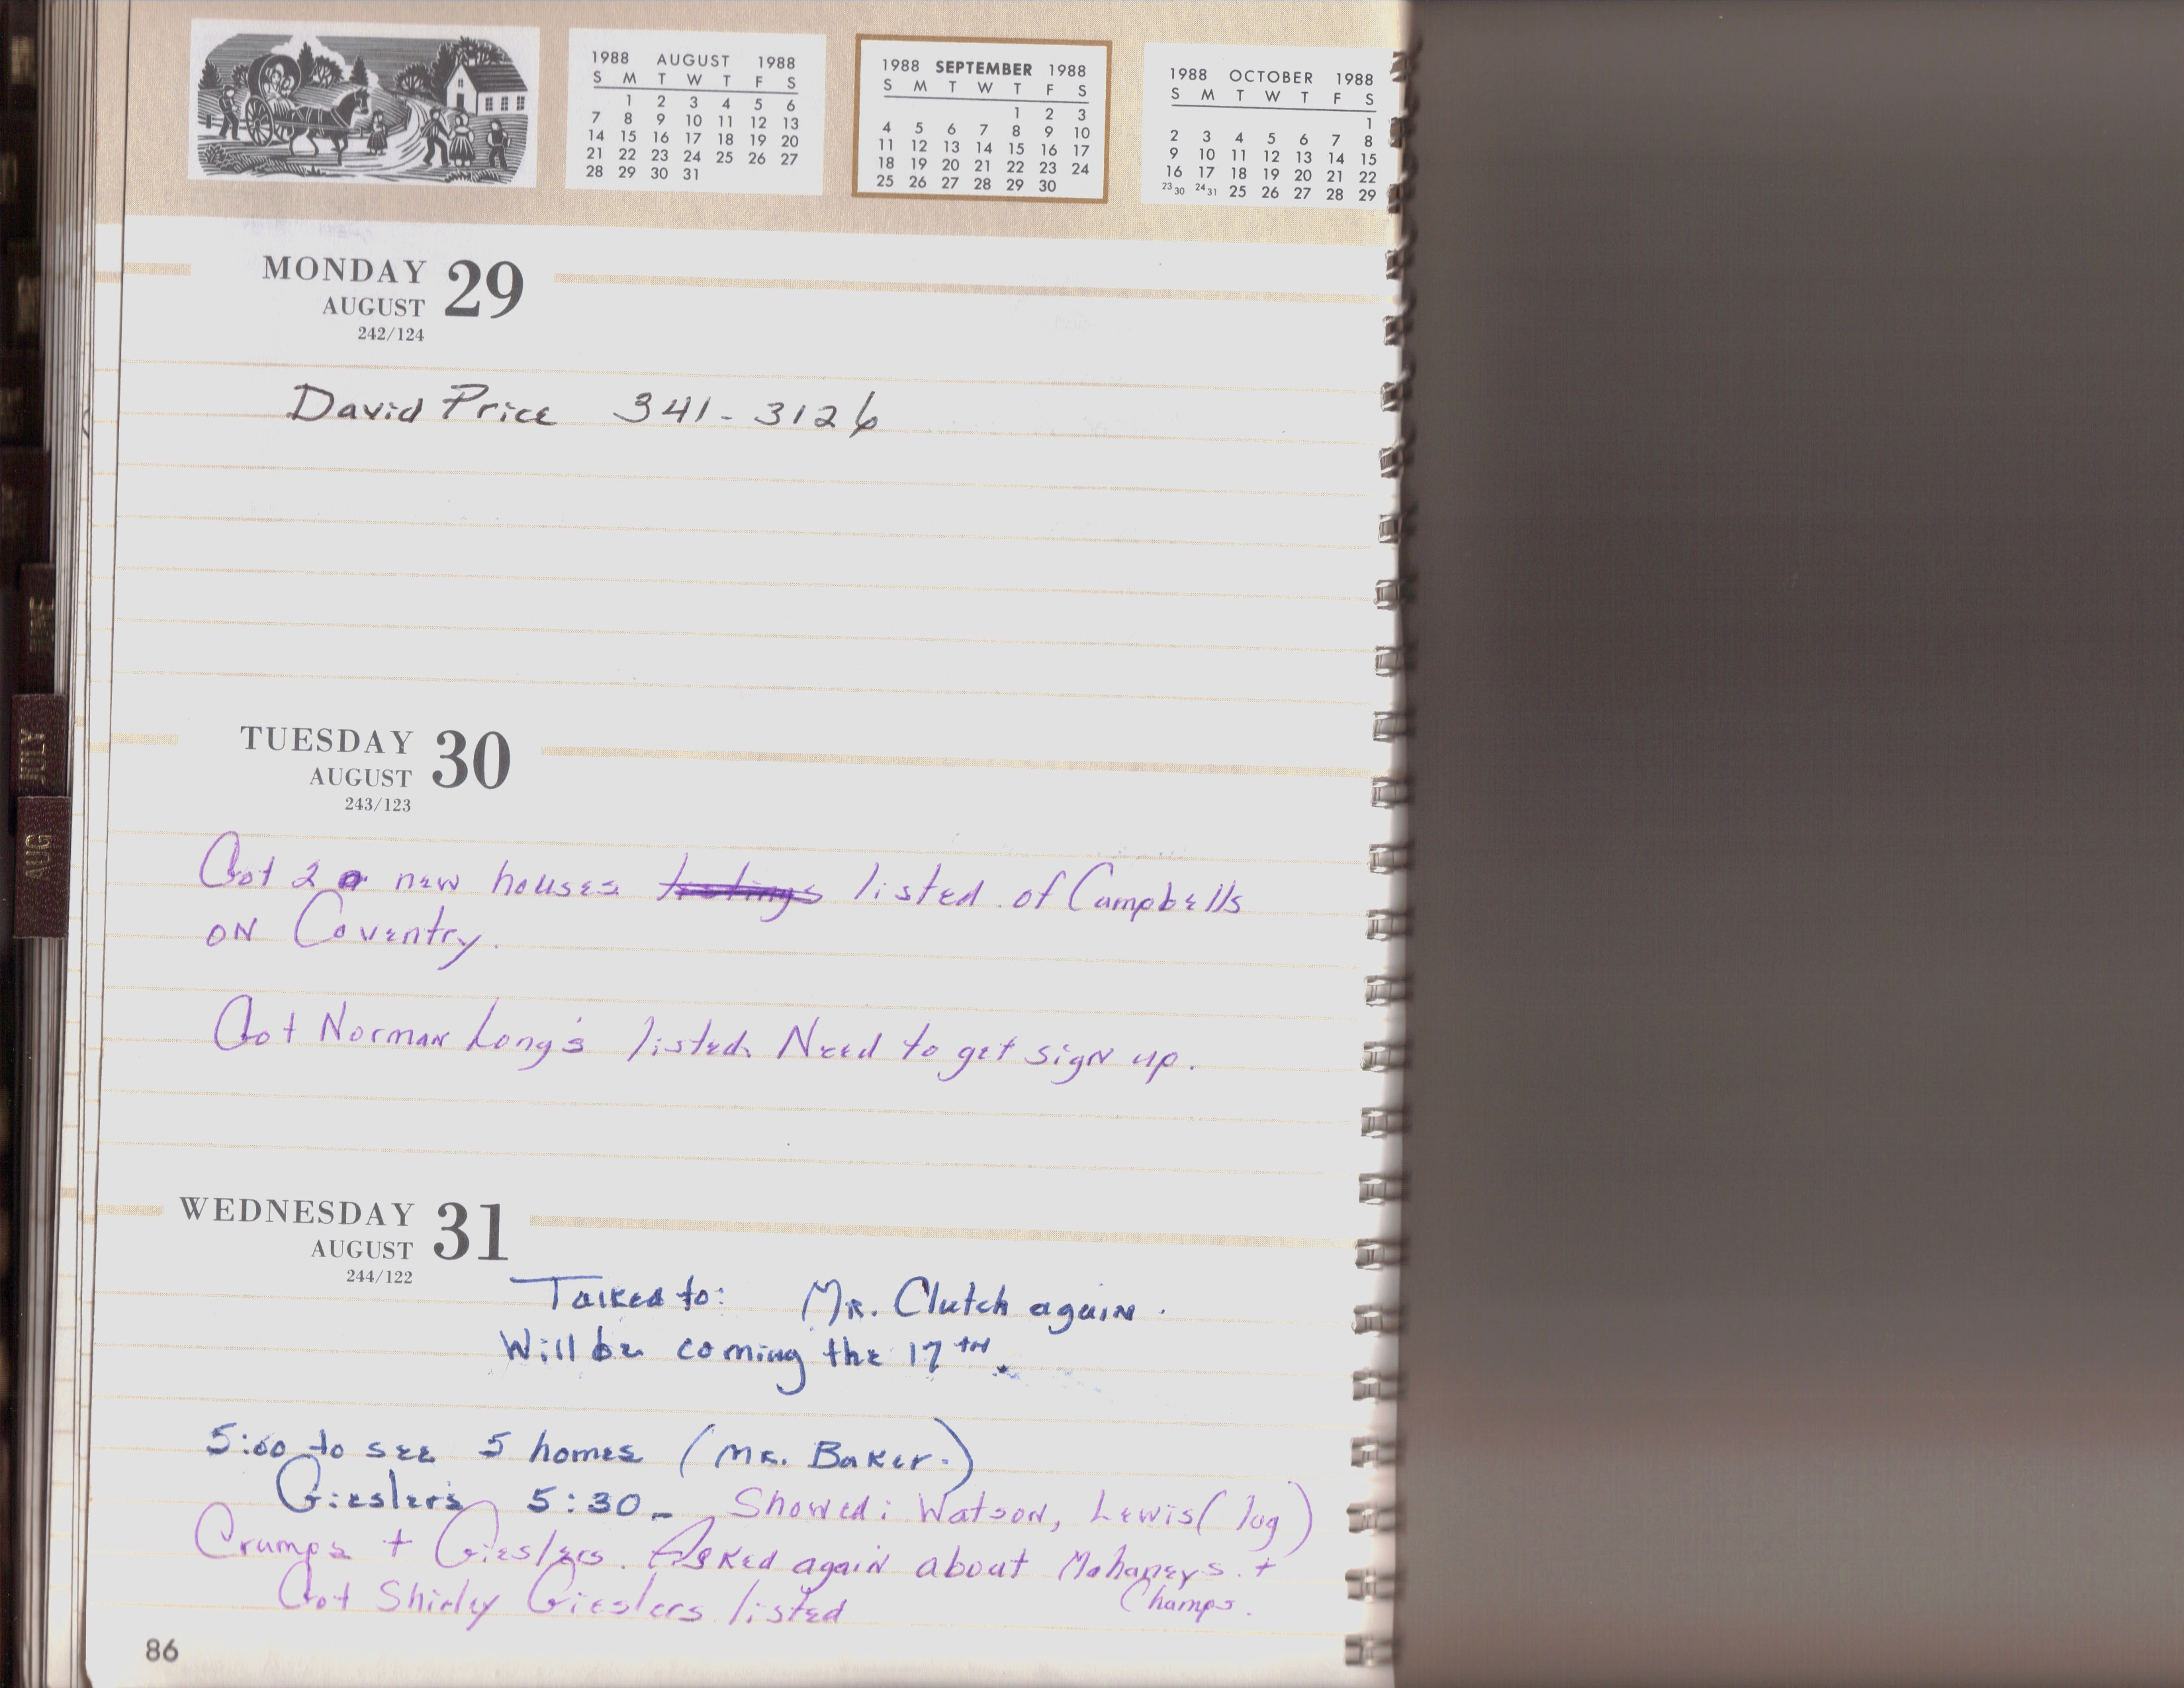 1988 AUGUST 1988
S M T W T F S
1 2 3 4 5 6
7 8 9 10 11 12 13
14 15 16 17 18 19 20
21 22 23 24 25 26 27
28 29 30 31
1988 SEPTEMBER 1988
S M T W T F S
1 2 3
4 5 6 7 8 9 10
11 12 13 14 15 16 17
18 19 20 21 22 23 24
25 26 27 28 29 30
1988 OCTOBER 1988
S M T W T F S
1
2 3 4 5 6 7 8
9 10 11 12 13 14 15
16 17 18 19 20 21 22
23 30 24 31 25 26 27 28 29
MONDAY 29
AUGUST
242/124
David Price 341-3126
JUNE
JULY
AUG
TUESDAY 30
AUGUST
243/123
Got 2 new houses listed of Campbells
on Coventry.
Got Norman Long's listed. Need to get sign up.
WEDNESDAY 31
AUGUST
244/122
Talked to: Mr. Clutch again.
Will be coming the 17th.
5:00 to see 5 homes (Mr. Baker.)
Gieslers 5:30 - Showed: Watson, Lewis (log)
Crumps + Gieslers. Asked again about Mahaneys. +
Champs.
Got Shirley Gieslers listed
86